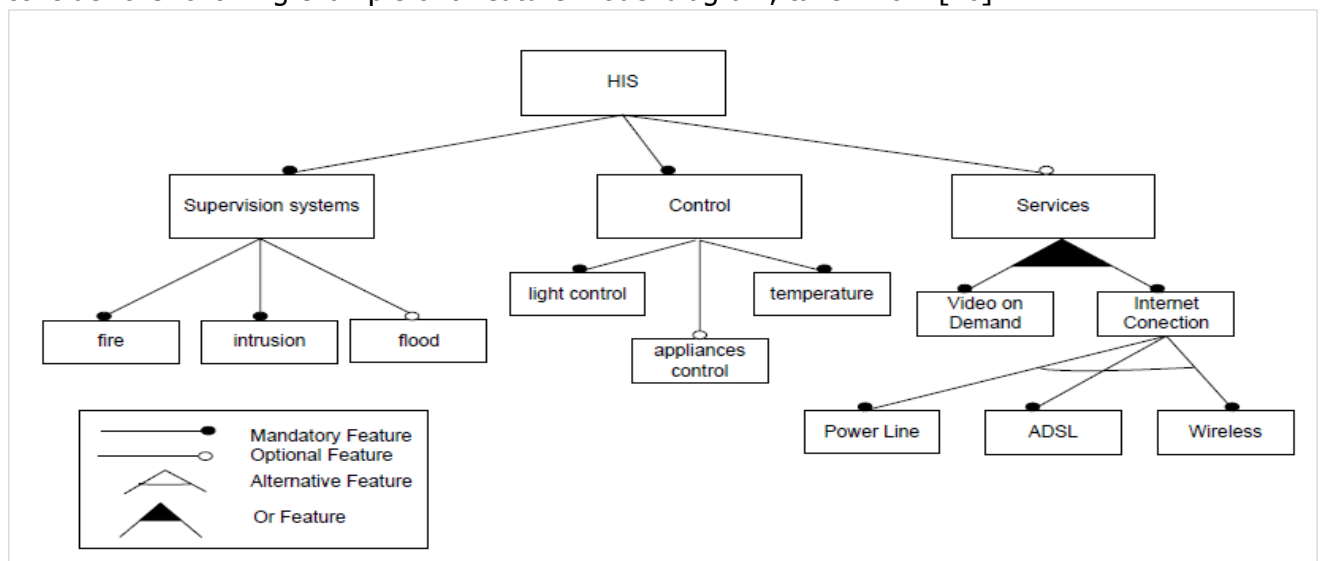 HIS
Supervision systems
Control
Services
light control
temperature
Video on
Demand
Internet
Conection
fire
intrusion
flood
appliances
control
Power Line
ADSL
Wireless
Mandatory Feature
Optional Feature
Alternative Feature
Or Feature